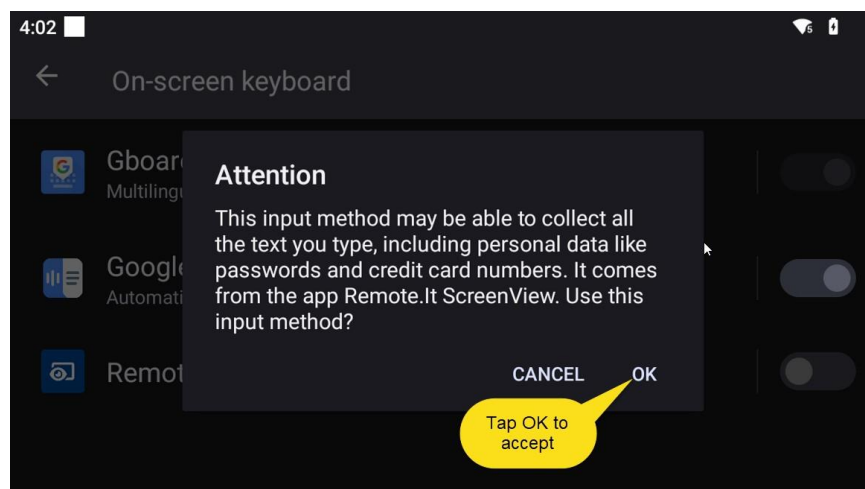 4:02
5
On-screen keyboard
Gboar
Multilingu
Attention
This input method may be able to collect all
the text you type, including personal data like
passwords and credit card numbers. It comes
from the app Remote.It ScreenView. Use this
input method?
Google
Automati
Remot
CANCEL OK
Tap OK to
accept